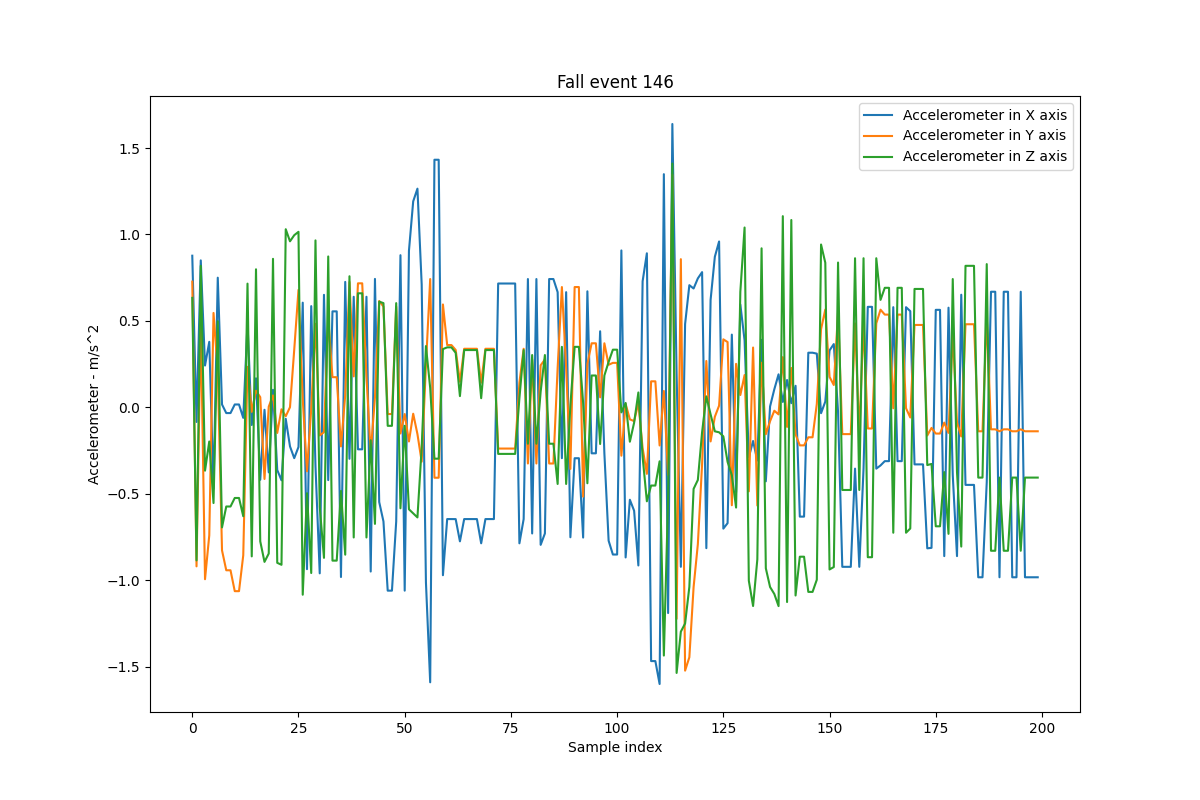 Fall event 146
Accelerometer in X axis
Accelerometer in Y axis
Accelerometer in Z axis
1.5
1.0
0.5
0.0
−0.5
−1.0
−1.5
Accelerometer - m/s^2
0 25 50 75 100 125 150 175 200
Sample index